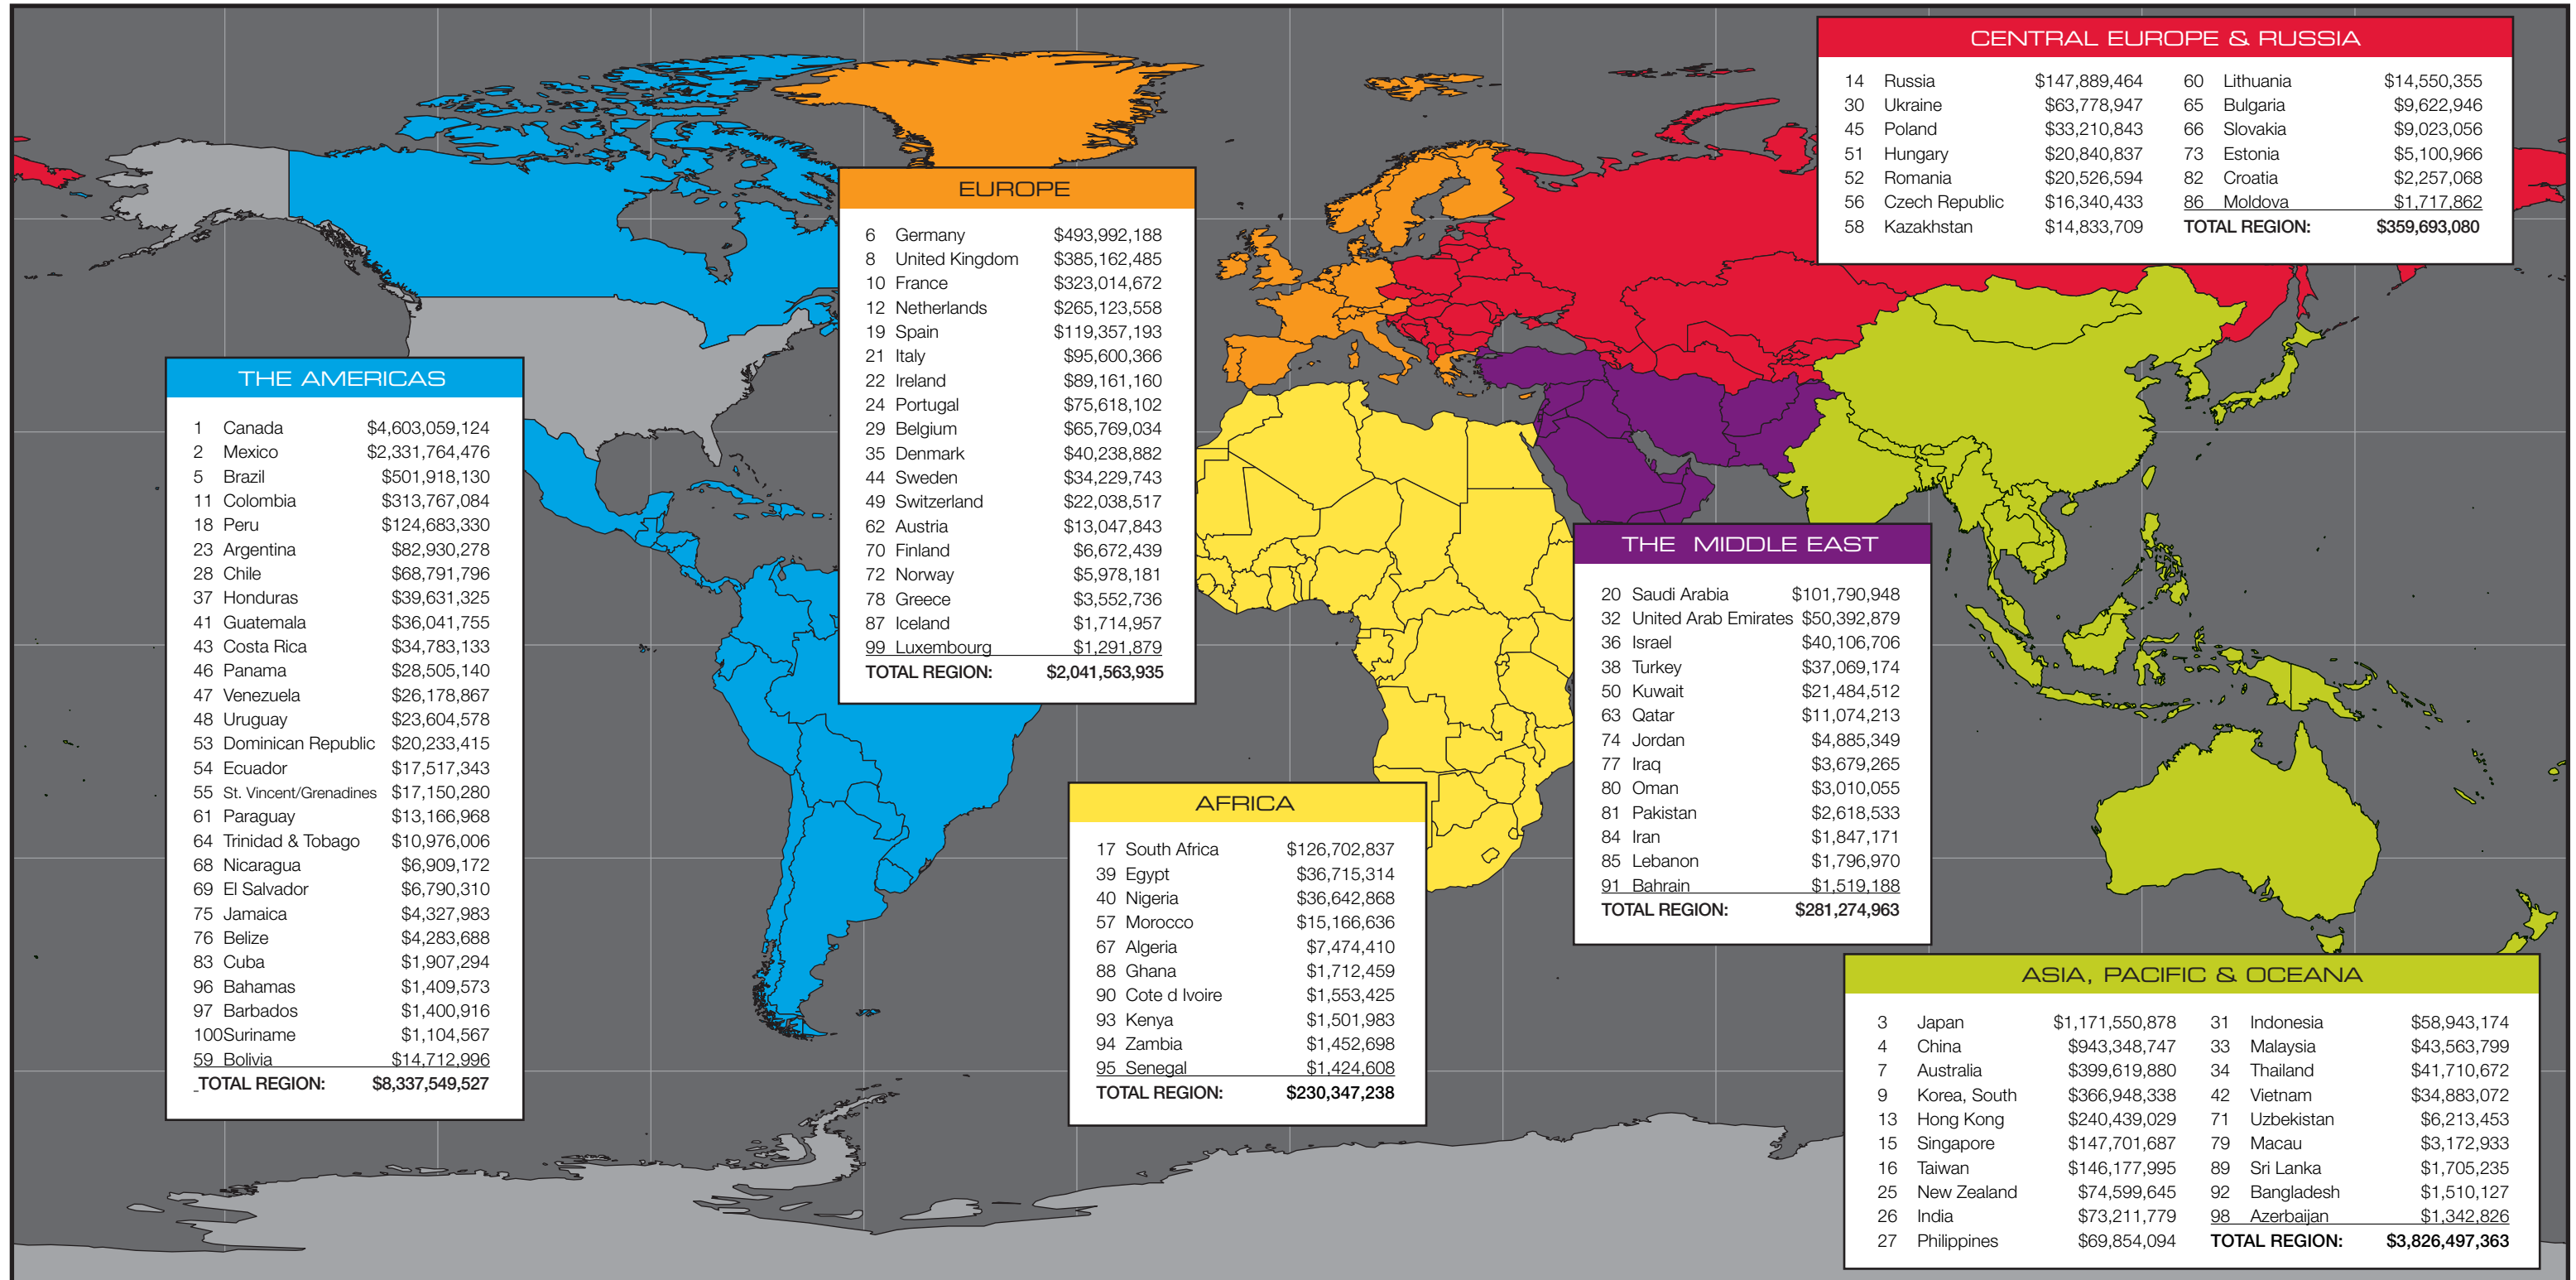 CENTRAL EUROPE & RUSSIA
14 Russia $147,889,464
30 Ukraine $63,778,947
45 Poland $33,210,843
51 Hungary $20,840,837
52 Romania $20,526,594
56 Czech Republic $16,340,433
58 Kazakhstan $14,833,709
60 Lithuania $14,550,355
65 Bulgaria $9,622,946
66 Slovakia $9,023,056
73 Estonia $5,100,966
82 Croatia $2,257,068
86 Moldova $1,717,862
TOTAL REGION: $359,693,080
EUROPE
6 Germany $493,992,188
8 United Kingdom $385,162,485
10 France $323,014,672
12 Netherlands $265,123,558
19 Spain $119,357,193
21 Italy $95,600,366
22 Ireland $89,161,160
24 Portugal $75,618,102
29 Belgium $65,769,034
35 Denmark $40,238,882
44 Sweden $34,229,743
49 Switzerland $22,038,517
62 Austria $13,047,843
70 Finland $6,672,439
72 Norway $5,978,181
78 Greece $3,552,736
87 Iceland $1,714,957
99 Luxembourg $1,291,879
TOTAL REGION: $2,041,563,935
THE AMERICAS
1 Canada $4,603,059,124
2 Mexico $2,331,764,476
5 Brazil $501,918,130
11 Colombia $313,767,084
18 Peru $124,683,330
23 Argentina $82,930,278
28 Chile $68,791,796
37 Honduras $39,631,325
41 Guatemala $36,041,755
43 Costa Rica $34,783,133
46 Panama $28,505,140
47 Venezuela $26,178,867
48 Uruguay $23,604,578
53 Dominican Republic $20,233,415
54 Ecuador $17,517,343
55 St. Vincent/Grenadines $17,150,280
61 Paraguay $13,166,968
64 Trinidad & Tobago $10,976,006
68 Nicaragua $6,909,172
69 El Salvador $6,790,310
75 Jamaica $4,327,983
76 Belize $4,283,688
83 Cuba $1,907,294
96 Bahamas $1,409,573
97 Barbados $1,400,916
100Suriname $1,104,567
59 Bolivia $14,712,996
TOTAL REGION: $8,337,549,527
THE MIDDLE EAST
20 Saudi Arabia $101,790,948
32 United Arab Emirates $50,392,879
36 Israel $40,106,706
38 Turkey $37,069,174
50 Kuwait $21,484,512
63 Qatar $11,074,213
74 Jordan $4,885,349
77 Iraq $3,679,265
80 Oman $3,010,055
81 Pakistan $2,618,533
84 Iran $1,847,171
85 Lebanon $1,796,970
91 Bahrain $1,519,188
TOTAL REGION: $281,274,963
AFRICA
17 South Africa $126,702,837
39 Egypt $36,715,314
40 Nigeria $36,642,868
57 Morocco $15,166,636
67 Algeria $7,474,410
88 Ghana $1,712,459
90 Cote d Ivoire $1,553,425
93 Kenya $1,501,983
94 Zambia $1,452,698
95 Senegal $1,424,608
TOTAL REGION: $230,347,238
ASIA, PACIFIC & OCEANA
3 Japan $1,171,550,878
4 China $943,348,747
7 Australia $399,619,880
9 Korea, South $366,948,338
13 Hong Kong $240,439,029
15 Singapore $147,701,687
16 Taiwan $146,177,995
25 New Zealand $74,599,645
26 India $73,211,779
27 Philippines $69,854,094
31 Indonesia $58,943,174
33 Malaysia $43,563,799
34 Thailand $41,710,672
42 Vietnam $34,883,072
71 Uzbekistan $6,213,453
79 Macau $3,172,933
89 Sri Lanka $1,705,235
92 Bangladesh $1,510,127
98 Azerbaijan $1,342,826
TOTAL REGION: $3,826,497,363